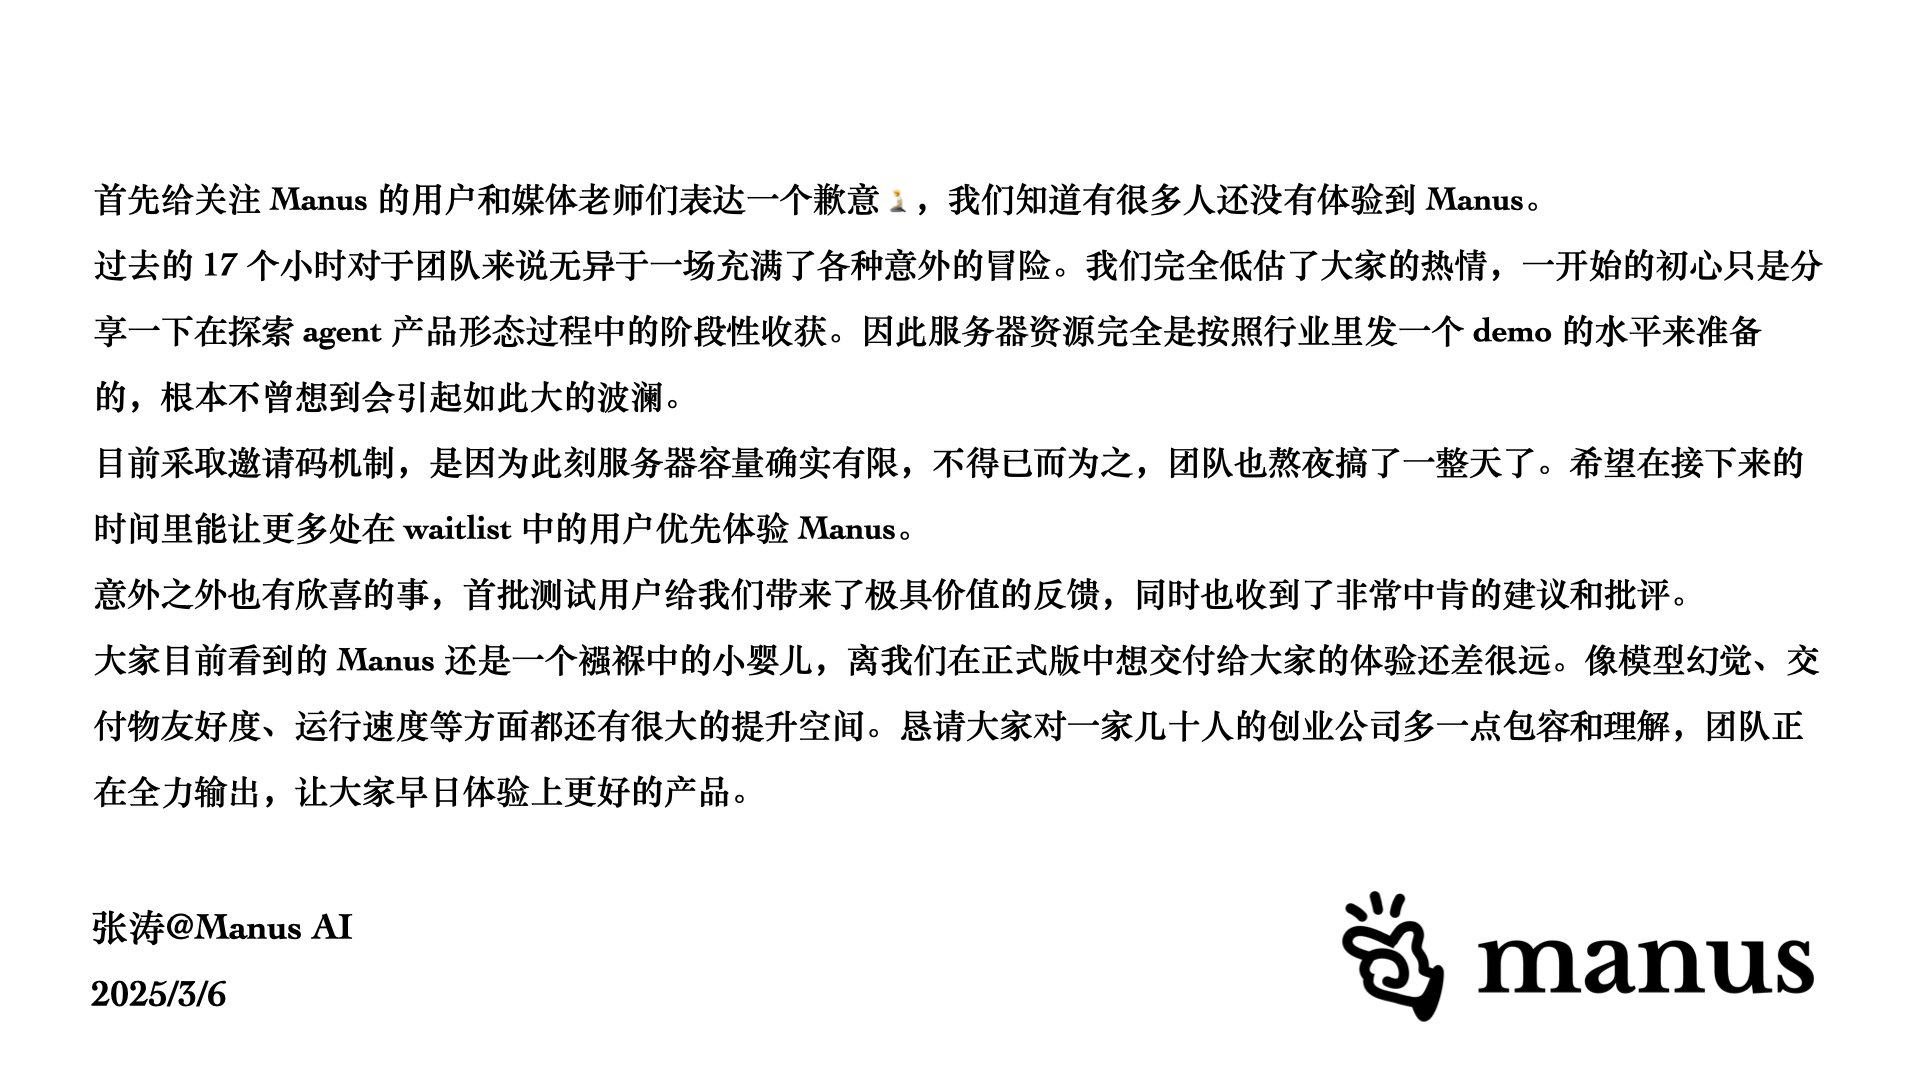 首先给关注 Manus 的用户和媒体老师们表达一个歉意🧎，我们知道有很多人还没有体验到 Manus。
过去的 17 个小时对于团队来说无异于一场充满了各种意外的冒险。我们完全低估了大家的热情，一开始的初心只是分
享一下在探索 agent 产品形态过程中的阶段性收获。因此服务器资源完全是按照行业里发一个 demo 的水平来准备
的，根本不曾想到会引起如此大的波澜。
目前采取邀请码机制，是因为此刻服务器容量确实有限，不得已而为之，团队也熬夜搞了一整天了。希望在接下来的
时间里能让更多处在 waitlist 中的用户优先体验 Manus。
意外之外也有欣喜的事，首批测试用户给我们带来了极具价值的反馈，同时也收到了非常中肯的建议和批评。
大家目前看到的 Manus 还是一个襁褓中的小婴儿，离我们在正式版中想交付给大家的体验还差很远。像模型幻觉、交
付物友好度、运行速度等方面都还有很大的提升空间。恳请大家对一家几十人的创业公司多一点包容和理解，团队正
在全力输出，让大家早日体验上更好的产品。
张涛@Manus AI
2025/3/6
manus